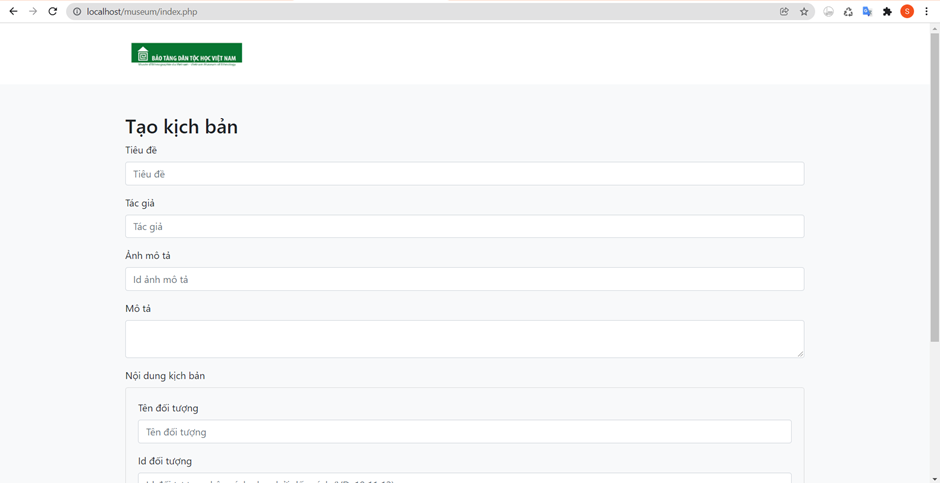 localhost/museum/index.php
S
BẢO TÀNG DÂN TỘC HỌC VIỆT NAM
Tạo kịch bản
Tiêu đề
Tiêu đề
Tác giả
Tác giả
Ảnh mô tả
Id ảnh mô tả
Mô tả
Nội dung kịch bản
Tên đối tượng
Tên đối tượng
Id đối tượng